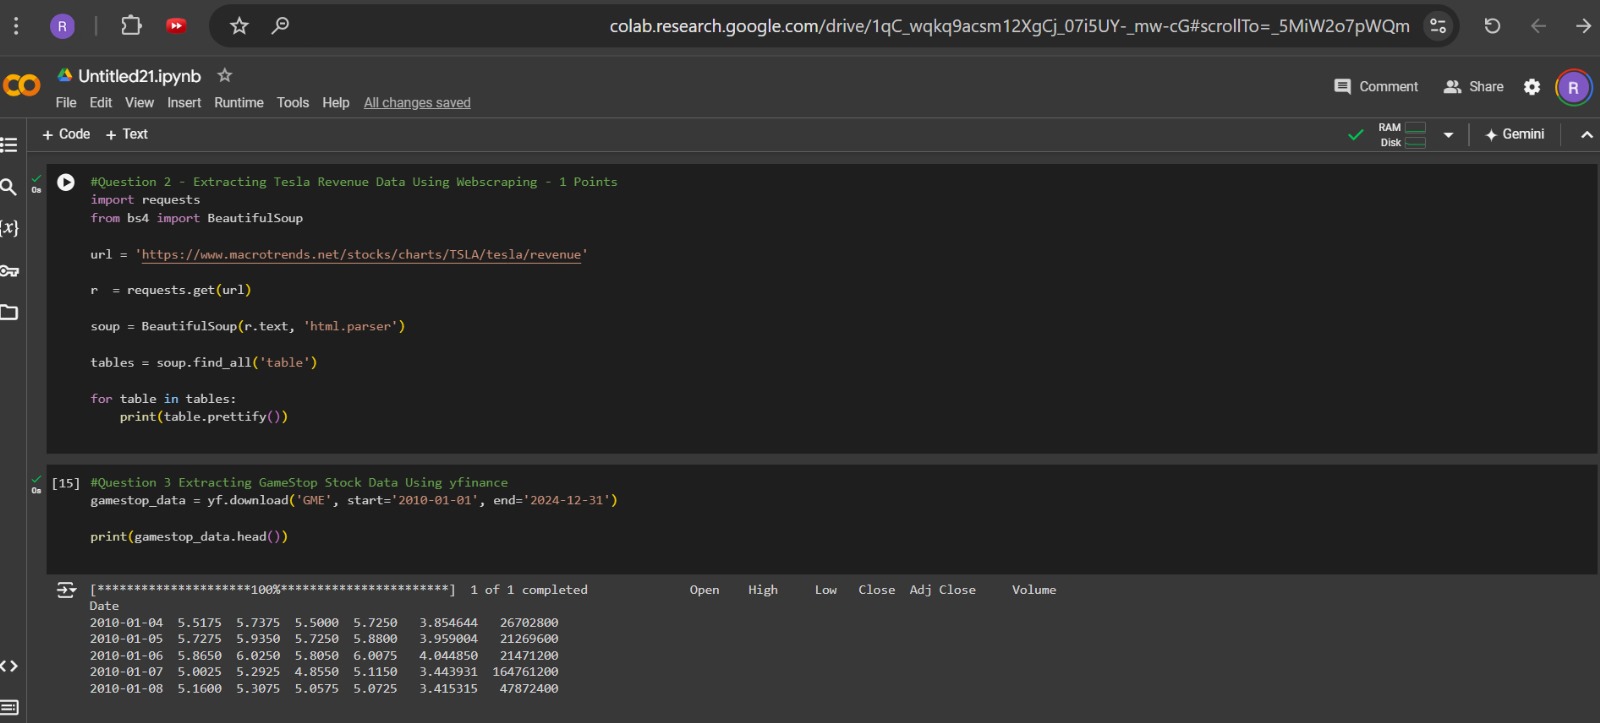 R
colab.research.google.com/drive/1qC_wqkq9acsm12XgCj_07i5UY-_mw-cG#scrollTo=_5MiW2o7pWQm
CO
Untitled21.ipynb
Comment
Share
R
File Edit View Insert Runtime Tools Help All changes saved
+ Code + Text
RAM
Disk
Gemini
0s
#Question 2 - Extracting Tesla Revenue Data Using Webscraping - 1 Points
import requests
from bs4 import BeautifulSoup
{x}
url = 'https://www.macrotrends.net/stocks/charts/TSLA/tesla/revenue'
r  = requests.get(url)
soup = BeautifulSoup(r.text, 'html.parser')
tables = soup.find_all('table')
for table in tables:
    print(table.prettify())
0s
[15] #Question 3 Extracting GameStop Stock Data Using yfinance
gamestop_data = yf.download('GME', start='2010-01-01', end='2024-12-31')
print(gamestop_data.head())
[*********************100%***********************]  1 of 1 completed              Open    High     Low   Close  Adj Close     Volume
Date
2010-01-04  5.5175  5.7375  5.5000  5.7250   3.854644   26702800
2010-01-05  5.7275  5.9350  5.7250  5.8800   3.959004   21269600
2010-01-06  5.8650  6.0250  5.8050  6.0075   4.044850   21471200
2010-01-07  5.0025  5.2925  4.8550  5.1150   3.443931  164761200
2010-01-08  5.1600  5.3075  5.0575  5.0725   3.415315   47872400